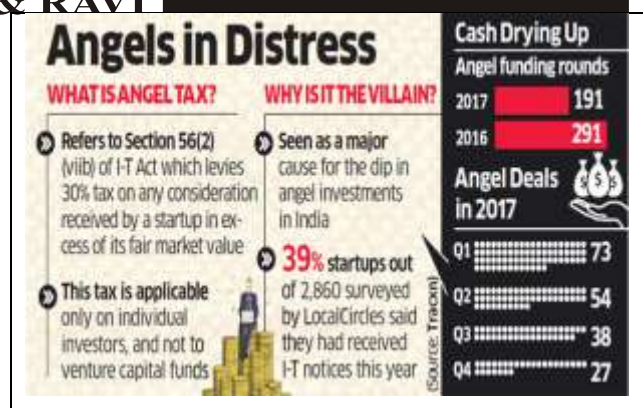 & RAVI
Angels in Distress
WHAT IS ANGEL TAX?
Refers to Section 56(2)
(viib) of I-T Act which levies
30% tax on any consideration
received by a startup in ex-
cess of its fair market value
This tax is applicable
only on individual
investors, and not to
venture capital funds
WHY IS IT THE VILLAIN?
Seen as a major
cause for the dip in
angel investments
in India
39% startups out
of 2,860 surveyed
by LocalCircles said
they had received
I-T notices this year
(Source: Tracxn)
Cash Drying Up
Angel funding rounds
2017 191
2016 291
Angel Deals
in 2017
$ $ $
Q1 73
Q2 54
Q3 38
Q4 27